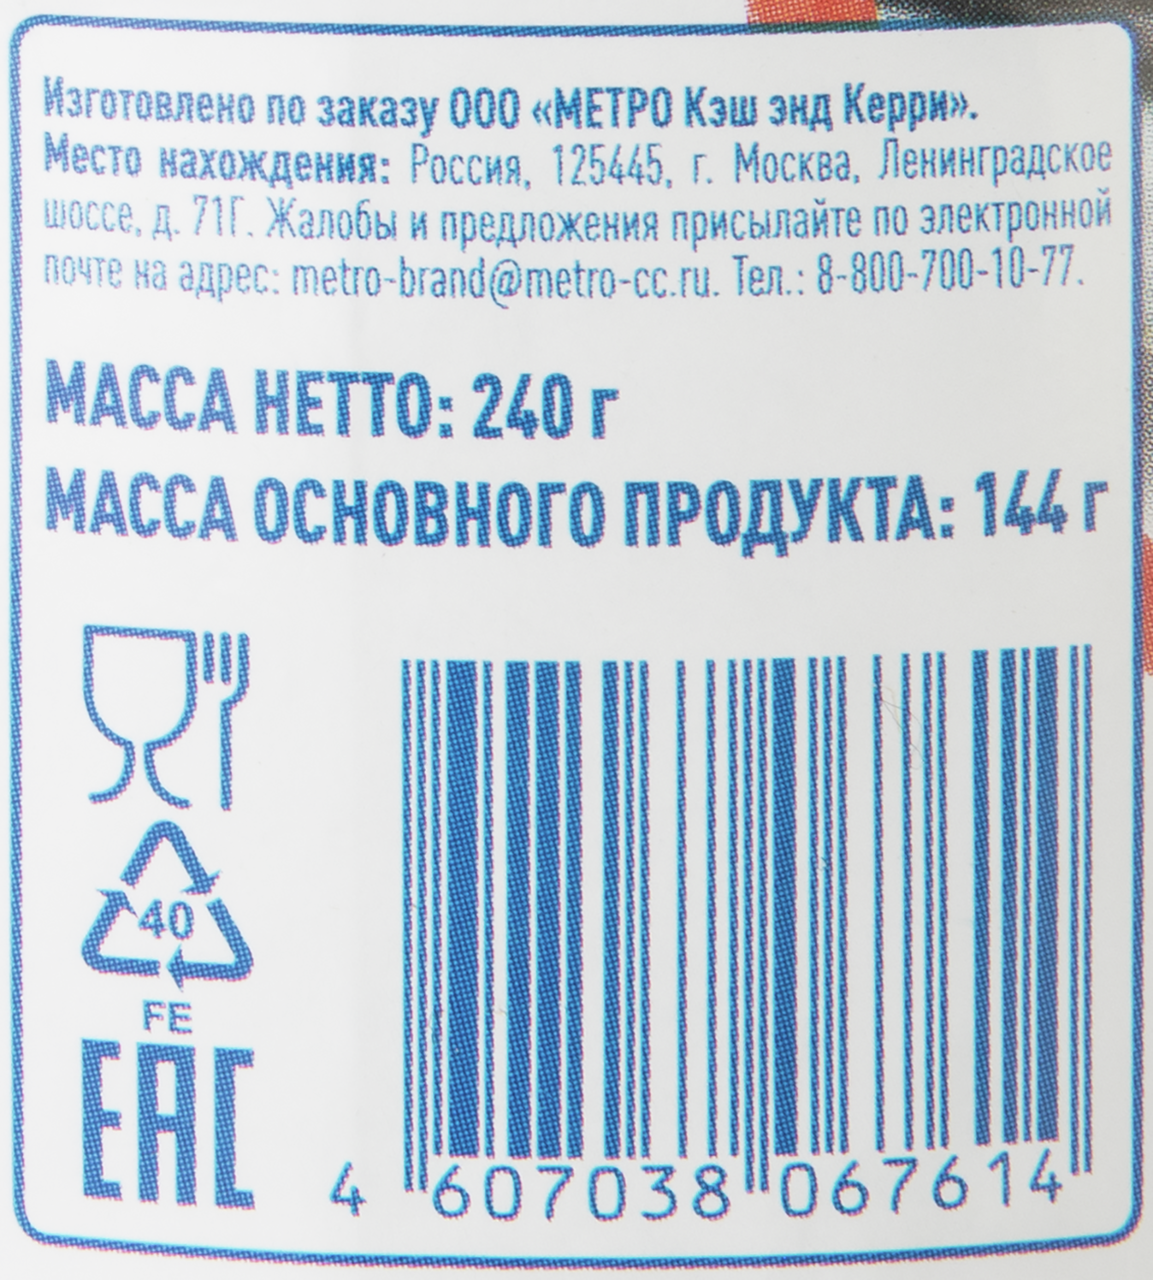 Изготовлено по заказу ООО «МЕТРО Кэш энд Керри».
Место нахождения: Россия, 125445, г. Москва, Ленинградское
шоссе, д. 71Г. Жалобы и предложения присылайте по электронной
почте на адрес: metro-brand@metro-cc.ru. Тел.: 8-800-700-10-77.
МАССА НЕТТО: 240 г
МАССА ОСНОВНОГО ПРОДУКТА: 144 г
40
FE
EAC
4 607038 067614